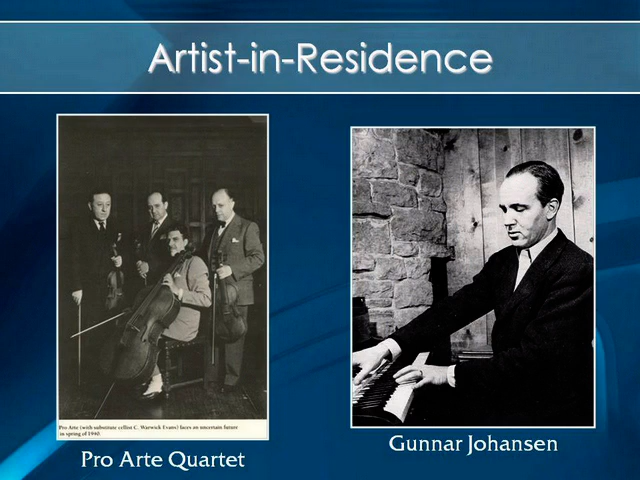 Artist-in-Residence
Pro Arte (with substitute cellist C. Warwick Evans) faces an uncertain future
in spring of 1940.
Pro Arte Quartet
Gunnar Johansen